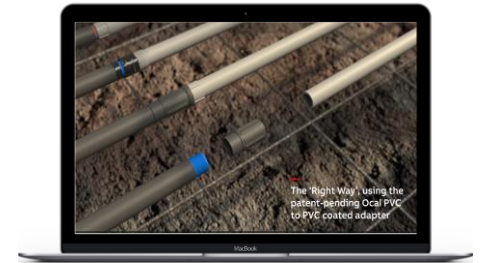 The 'Right Way', using the
patent-pending Ocal PVC
to PVC coated adapter
MacBook